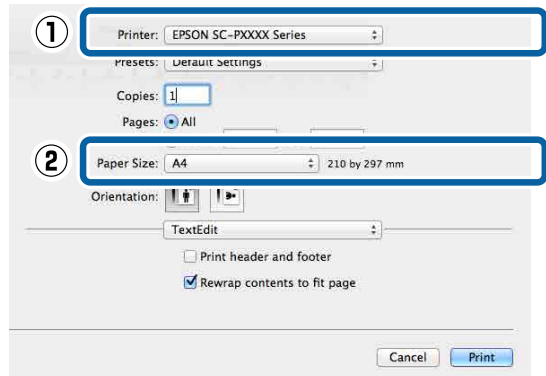 1
Printer: EPSON SC-PXXXX Series
Presets: Default Settings
Copies: 1
Pages: All
2
Paper Size: A4 210 by 297 mm
Orientation:
TextEdit
Print header and footer
Rewrap contents to fit page
Cancel Print